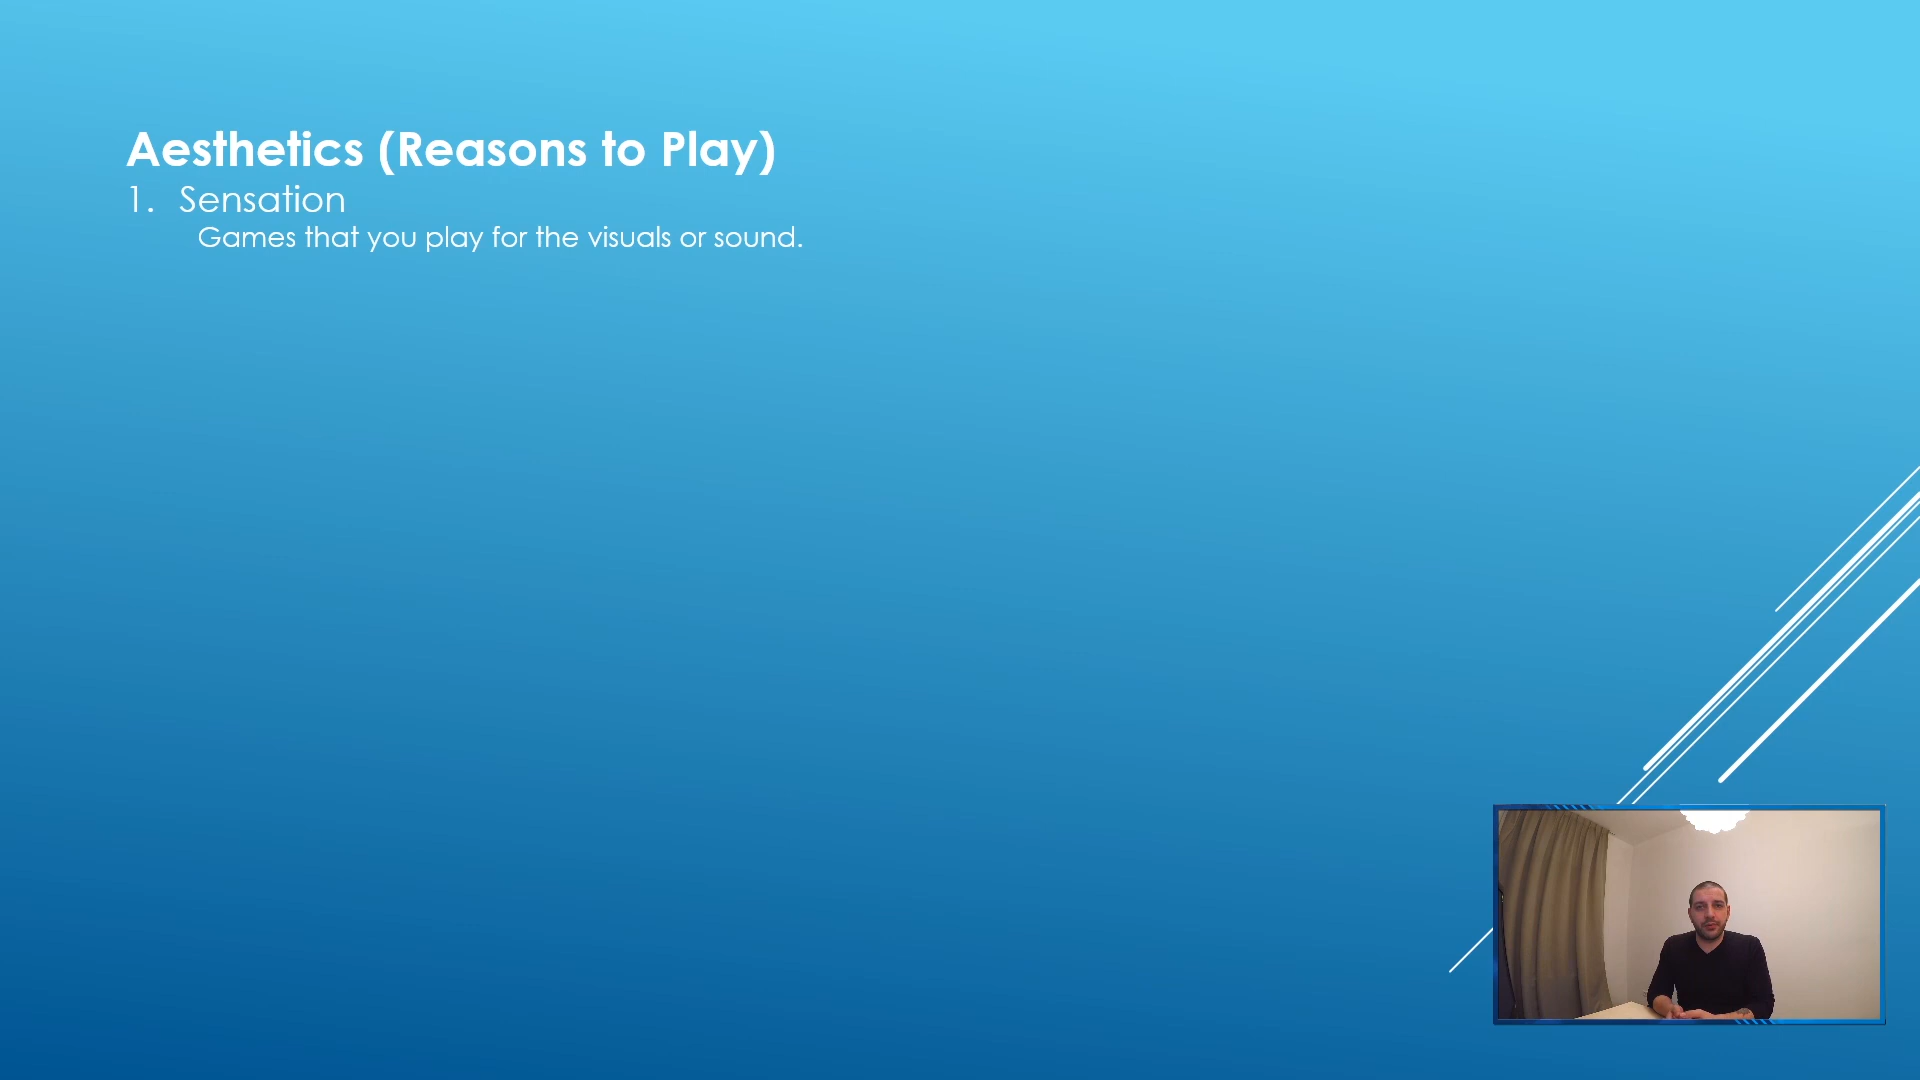 Aesthetics (Reasons to Play)
1. Sensation
Games that you play for the visuals or sound.